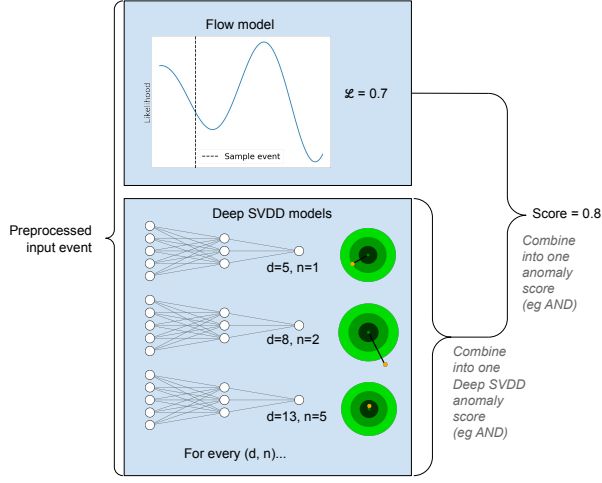 Flow model
Likelihood
Sample event
ℒ = 0.7
Preprocessed
input event
Deep SVDD models
d=5, n=1
d=8, n=2
d=13, n=5
For every (d, n)...
Score = 0.8
Combine
into one
anomaly
score
(eg AND)
Combine
into one
Deep SVDD
anomaly
score
(eg AND)